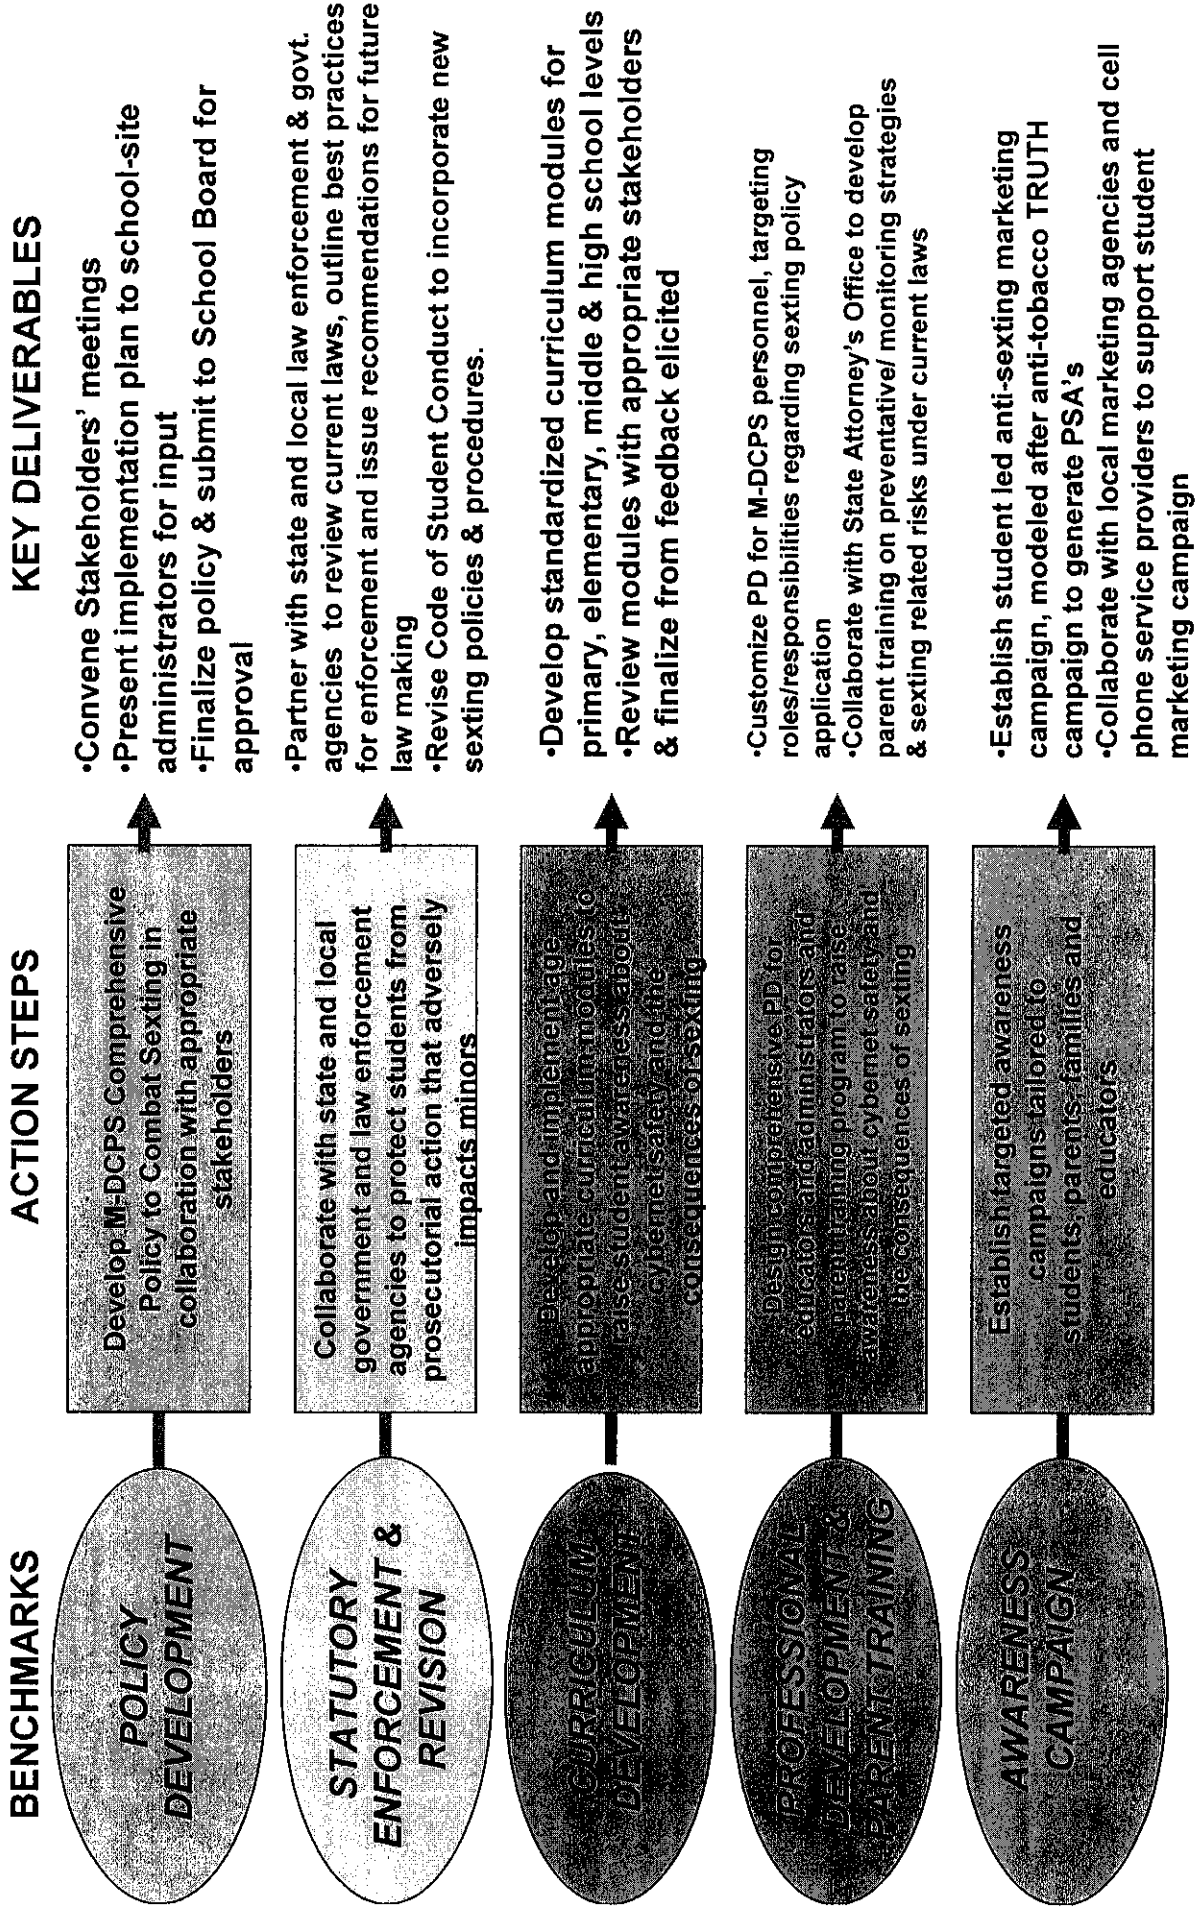 BENCHMARKS
ACTION STEPS
KEY DELIVERABLES
POLICY
DEVELOPMENT
Develop M-DCPS Comprehensive
Policy to Combat Sexting in
collaboration with appropriate
stakeholders
•Convene Stakeholders' meetings
•Present implementation plan to school-site
administrators for input
•Finalize policy & submit to School Board for
approval
STATUTORY
ENFORCEMENT &
REVISION
Collaborate with state and local
government and law enforcement
agencies to protect students from
prosecutorial action that adversely
impacts minors
•Partner with state and local law enforcement & govt.
agencies to review current laws, outline best practices
for enforcement and issue recommendations for future
law making
•Revise Code of Student Conduct to incorporate new
sexting policies & procedures.
CURRICULUM
DEVELOPMENT
Develop and implement age
appropriate curriculum modules to
raise student awareness about
cybernet safety and the
consequences of sexting
•Develop standardized curriculum modules for
primary, elementary, middle & high school levels
•Review modules with appropriate stakeholders
& finalize from feedback elicited
PROFESSIONAL
DEVELOPMENT &
PARENT TRAINING
Design comprehensive PD for
educators and administrators and
parent training program to raise
awareness about cybernet safety and
the consequences of sexting
•Customize PD for M-DCPS personnel, targeting
roles/responsibilities regarding sexting policy
application
•Collaborate with State Attorney's Office to develop
parent training on preventative/ monitoring strategies
& sexting related risks under current laws
AWARENESS
CAMPAIGN
Establish targeted awareness
campaigns tailored to
students, parents, families and
educators
•Establish student led anti-sexting marketing
campaign, modeled after anti-tobacco TRUTH
campaign to generate PSA's
•Collaborate with local marketing agencies and cell
phone service providers to support student
marketing campaign